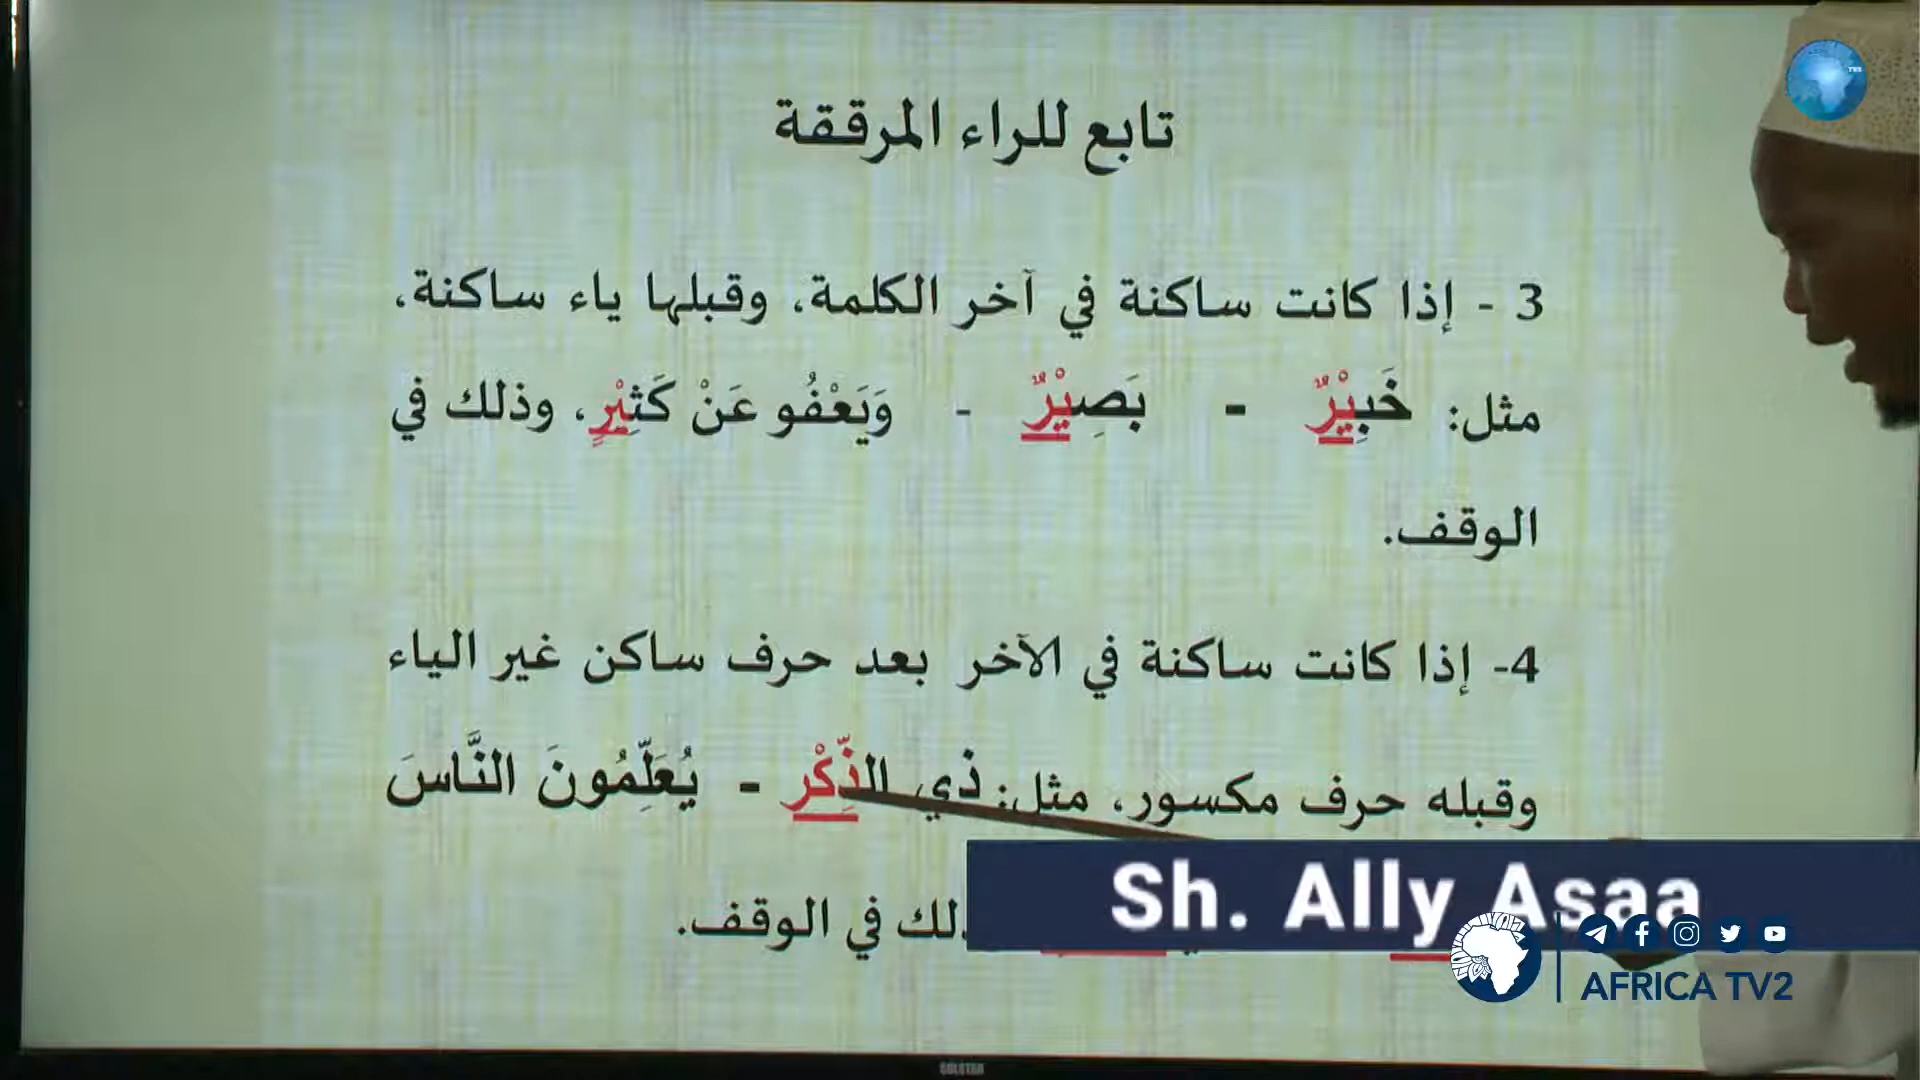 تابع للراء المرققة
3 - إذا كانت ساكنة في آخر الكلمة، وقبلها ياء ساكنة،
مثل: خَبِيْرٌ - بَصِيْرٌ - وَيَعْفُو عَنْ كَثِيْرٍ، وذلك في
الوقف.
4- إذا كانت ساكنة في الآخر بعد حرف ساكن غير الياء
وقبله حرف مكسور، مثل: ذي الذِّكْر - يُعَلِّمُونَ النَّاسَ
في الوقف.
Sh. Ally Asaa
AFRICA TV2